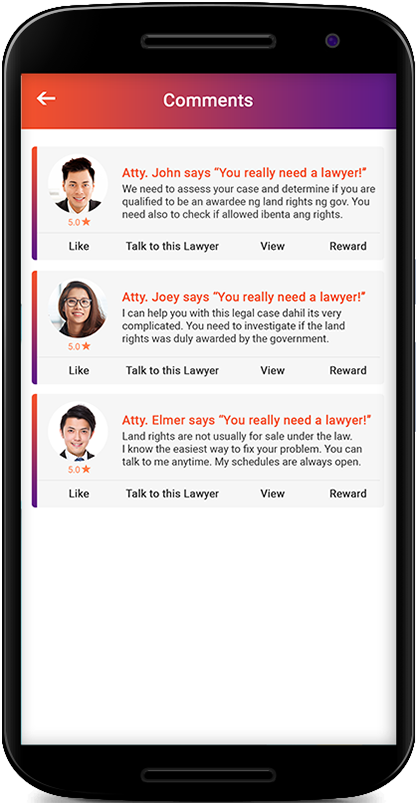 Comments
Atty. John says “You really need a lawyer!”
We need to assess your case and determine if you are
qualified to be an awardee ng land rights ng gov. You
need also to check if allowed ibenta ang rights.
5.0★
Like Talk to this Lawyer View Reward
Atty. Joey says “You really need a lawyer!”
I can help you with this legal case dahil its very
complicated. You need to investigate if the land
rights was duly awarded by the government.
5.0★
Like Talk to this Lawyer View Reward
Atty. Elmer says “You really need a lawyer!”
Land rights are not usually for sale under the law.
I know the easiest way to fix your problem. You can
talk to me anytime. My schedules are always open.
5.0★
Like Talk to this Lawyer View Reward